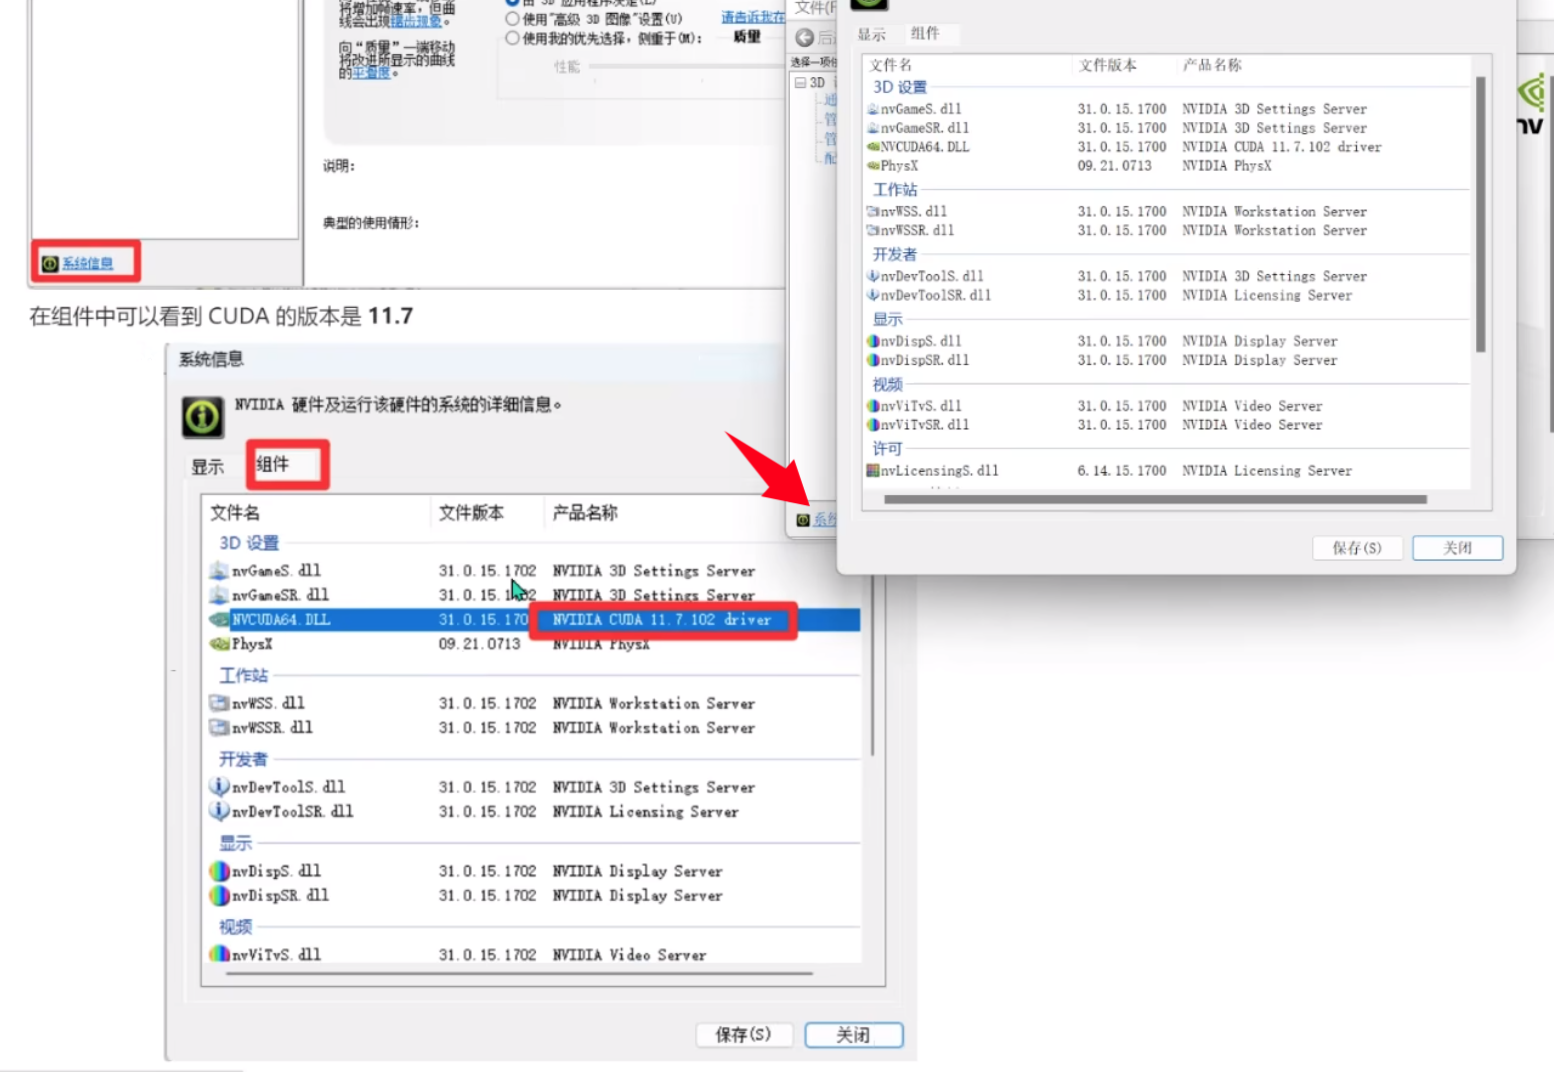 将增加帧速率，但曲
线会出现锯齿现象。
向“质量”一端移动
将改进所显示的曲线
的平滑度。
使用"高级 3D 图像"设置(U)
请告诉我在
使用我的优先选择，侧重于(M)：
质量
性能
说明:
典型的使用情形:
系统信息
在组件中可以看到 CUDA 的版本是 11.7
系统信息
NVIDIA 硬件及运行该硬件的系统的详细信息。
显示
组件
文件名 文件版本 产品名称
3D 设置
nvGameS.dll 31.0.15.1702 NVIDIA 3D Settings Server
nvGameSR.dll 31.0.15. NVIDIA 3D Settings Server
NVCUDA64.DLL 31.0.15.170 NVIDIA CUDA 11.7.102 driver
PhysX 09.21.0713 NVIDIA PhysX
工作站
nvWSS.dll 31.0.15.1702 NVIDIA Workstation Server
nvWSSR.dll 31.0.15.1702 NVIDIA Workstation Server
开发者
nvDevToolS.dll 31.0.15.1702 NVIDIA 3D Settings Server
nvDevToolSR.dll 31.0.15.1702 NVIDIA Licensing Server
显示
nvDispS.dll 31.0.15.1702 NVIDIA Display Server
nvDispSR.dll 31.0.15.1702 NVIDIA Display Server
视频
nvViTvS.dll 31.0.15.1702 NVIDIA Video Server
保存(S)
关闭
文件(F
后
选择一项
3D
系统
显示
组件
文件名 文件版本 产品名称
3D 设置
nvGameS.dll 31.0.15.1700 NVIDIA 3D Settings Server
nvGameSR.dll 31.0.15.1700 NVIDIA 3D Settings Server
NVCUDA64.DLL 31.0.15.1700 NVIDIA CUDA 11.7.102 driver
PhysX 09.21.0713 NVIDIA PhysX
工作站
nvWSS.dll 31.0.15.1700 NVIDIA Workstation Server
nvWSSR.dll 31.0.15.1700 NVIDIA Workstation Server
开发者
nvDevToolS.dll 31.0.15.1700 NVIDIA 3D Settings Server
nvDevToolSR.dll 31.0.15.1700 NVIDIA Licensing Server
显示
nvDispS.dll 31.0.15.1700 NVIDIA Display Server
nvDispSR.dll 31.0.15.1700 NVIDIA Display Server
视频
nvViTvS.dll 31.0.15.1700 NVIDIA Video Server
nvViTvSR.dll 31.0.15.1700 NVIDIA Video Server
许可
nvLicensingS.dll 6.14.15.1700 NVIDIA Licensing Server
保存(S)
关闭
nv